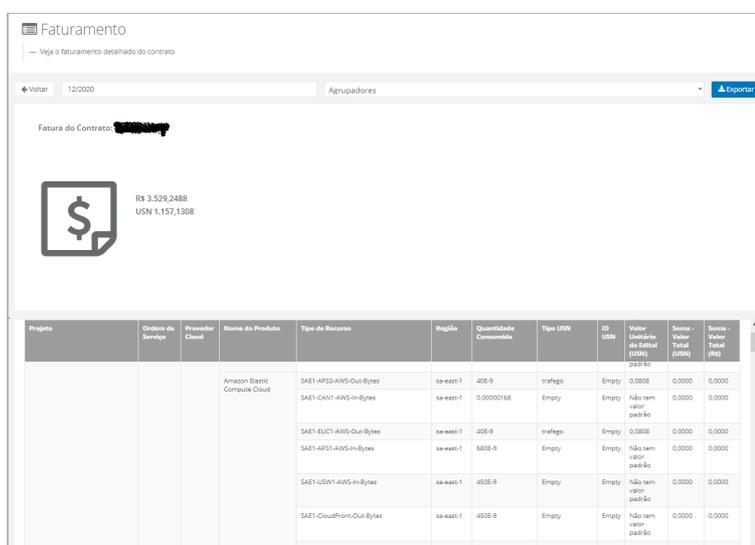 Faturamento
— Veja o faturamento detalhado do contrato
Voltar 12/2020 Agrupadores Exportar
Fatura do Contrato:
R$ 3.529,2488
USN 1.157,1308
Projeto Ordem de Serviço Provedor Cloud Nome do Produto Tipo de Recurso Região Quantidade Consumida Tipo USN ID USN Valor Unitário do Edital (USN) Soma - Valor Total (USN) Soma - Valor Total (R$)
padrão
Amazon Elastic Compute Cloud SAE1-APS3-AWS-Out-Bytes sa-east-1 40E-9 trafego Empty 0,0808 0,0000 0,0000
SAE1-CAN1-AWS-In-Bytes sa-east-1 0,00000168 Empty Empty Não tem valor padrão 0,0000 0,0000
SAE1-EUC1-AWS-Out-Bytes sa-east-1 40E-9 trafego Empty 0,0808 0,0000 0,0000
SAE1-APS1-AWS-In-Bytes sa-east-1 680E-9 Empty Empty Não tem valor padrão 0,0000 0,0000
SAE1-USW1-AWS-In-Bytes sa-east-1 450E-9 Empty Empty Não tem valor padrão 0,0000 0,0000
SAE1-CloudFront-Out-Bytes sa-east-1 450E-9 Empty Empty Não tem valor padrão 0,0000 0,0000